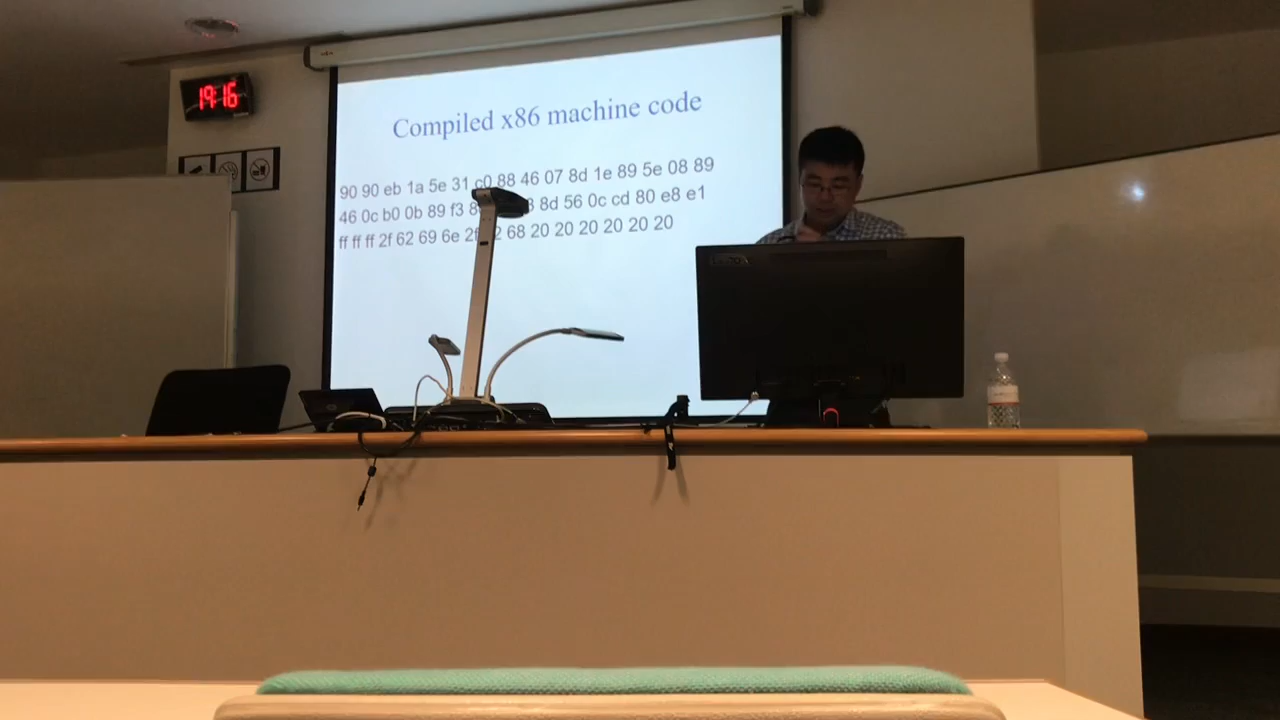 19:16
Compiled x86 machine code
90 90 eb 1a 5e 31 c0 88 46 07 8d 1e 89 5e 08 89
46 0c b0 0b 89 f3 8 8d 56 0c cd 80 e8 e1
ff ff ff 2f 62 69 6e 2f 68 20 20 20 20 20 20